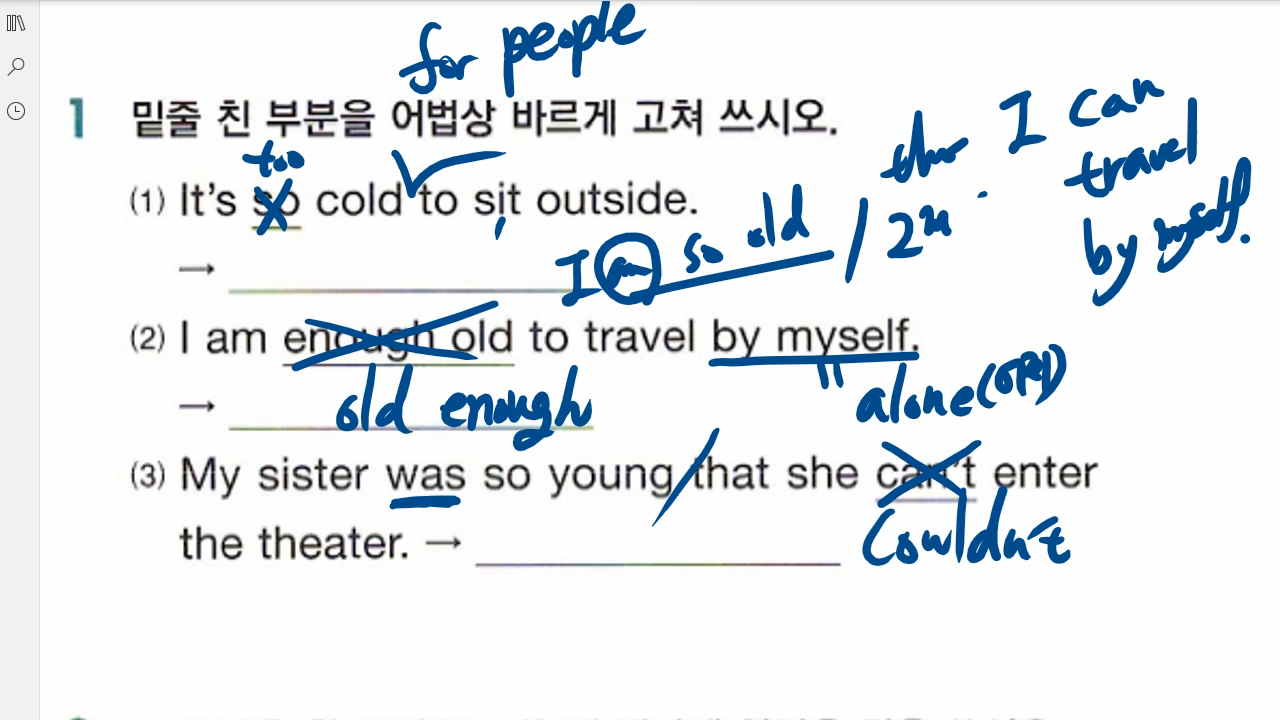 for people
1 밑줄 친 부분을 어법상 바르게 고쳐 쓰시오.
too
(1) It's so cold to sit outside.
→
I am so old / I can travel by myself.
(2) I am enough old to travel by myself.
→ old enough
" alone
(3) My sister was so young / that she can't enter
the theater. →
couldn't